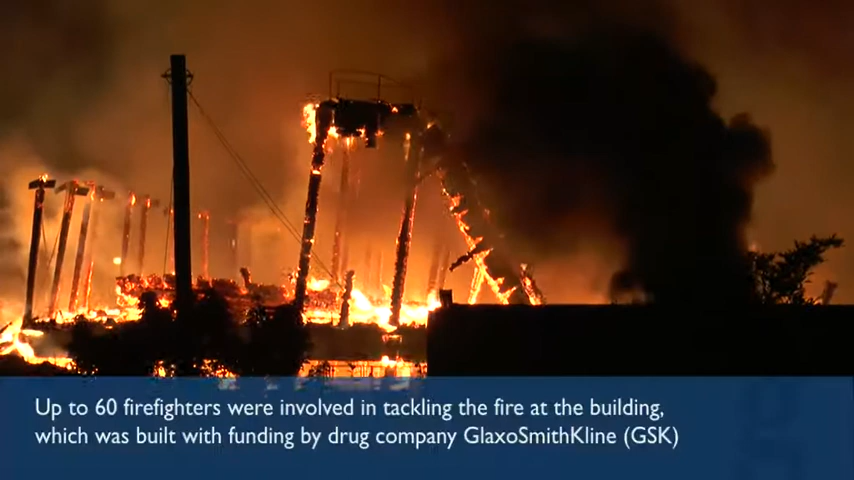 Up to 60 firefighters were involved in tackling the fire at the building,
which was built with funding by drug company GlaxoSmithKline (GSK)